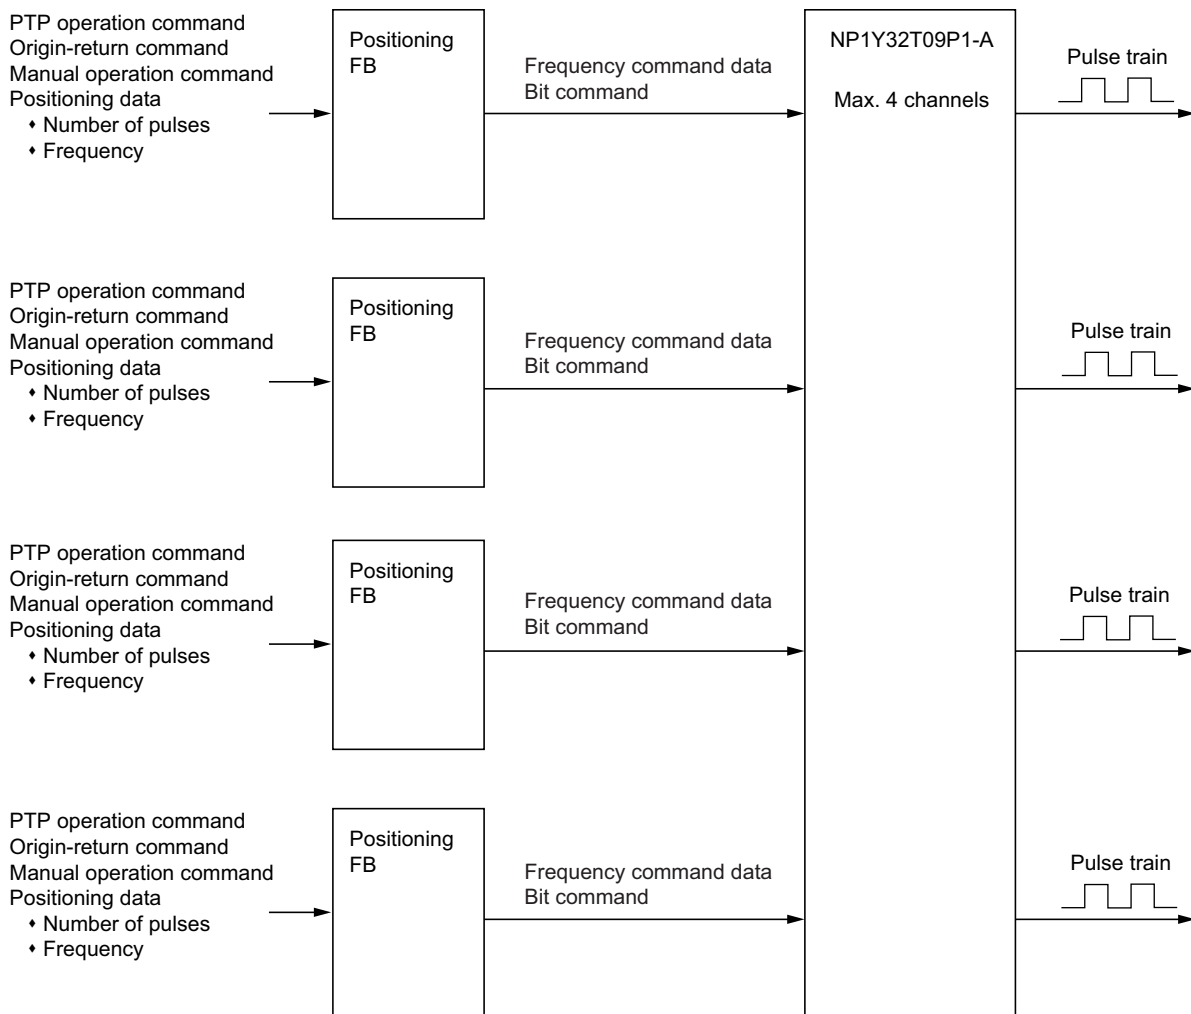 PTP operation command
Origin-return command
Manual operation command
Positioning data
♦ Number of pulses
♦ Frequency
Positioning
FB
Frequency command data
Bit command
NP1Y32T09P1-A
Max. 4 channels
Pulse train
PTP operation command
Origin-return command
Manual operation command
Positioning data
♦ Number of pulses
♦ Frequency
Positioning
FB
Frequency command data
Bit command
Pulse train
PTP operation command
Origin-return command
Manual operation command
Positioning data
♦ Number of pulses
♦ Frequency
Positioning
FB
Frequency command data
Bit command
Pulse train
PTP operation command
Origin-return command
Manual operation command
Positioning data
♦ Number of pulses
♦ Frequency
Positioning
FB
Frequency command data
Bit command
Pulse train